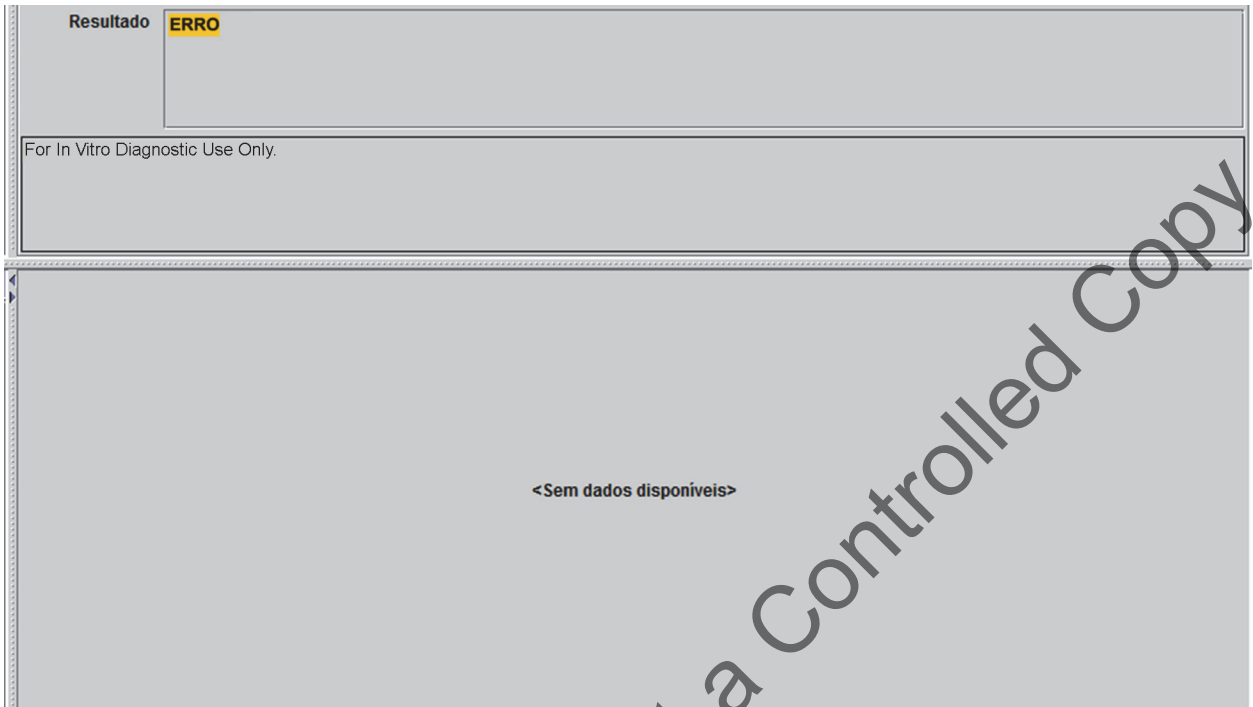 Resultado
ERRO
For In Vitro Diagnostic Use Only.
<Sem dados disponíveis>
a Controlled Copy